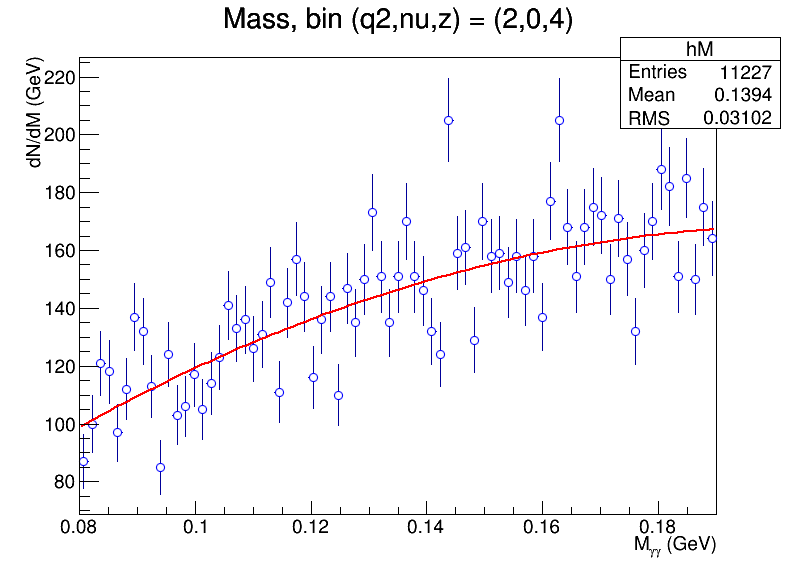 Mass, bin (q2,nu,z) = (2,0,4)
hM
Entries 11227
Mean 0.1394
RMS 0.03102
dN/dM (GeV)
220
200
180
160
140
120
100
80
0.08 0.1 0.12 0.14 0.16 0.18
Mγγ (GeV)